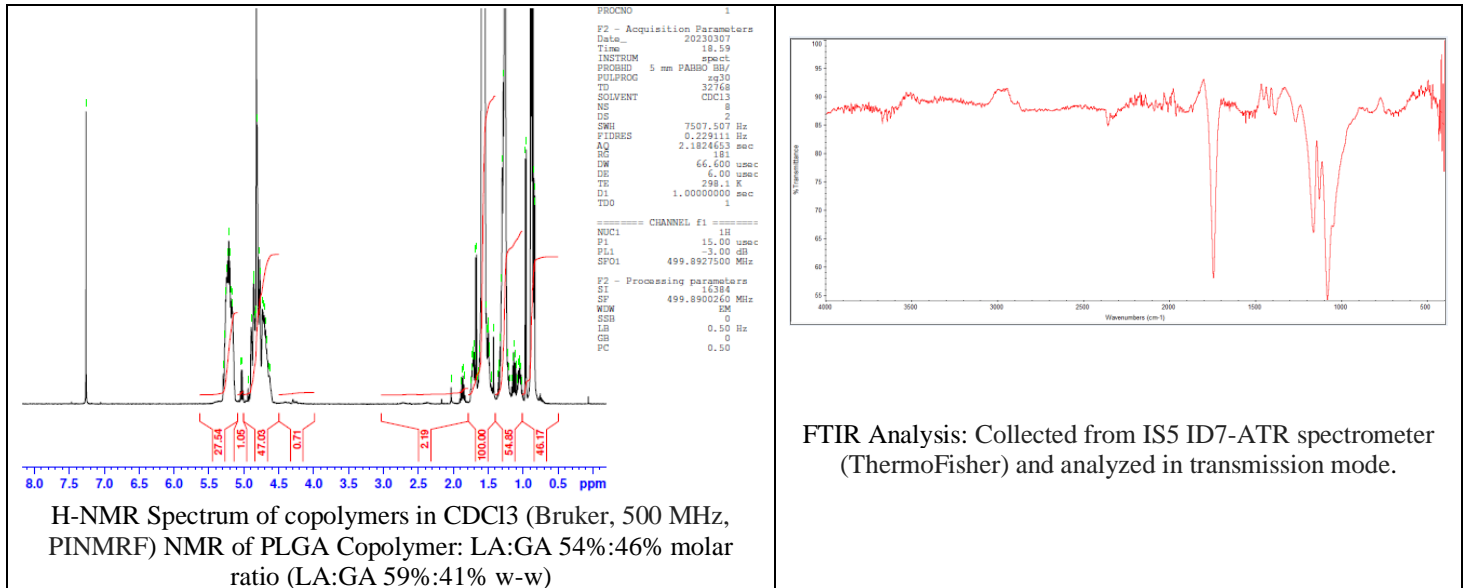 PROCNO 1
F2 - Acquisition Parameters
Date_ 20230307
Time 18.59
INSTRUM spect
PROBHD 5 mm PABBO BB/
PULPROG zg30
TD 32768
SOLVENT CDCl3
NS 8
DS 2
SWH 7507.507 Hz
FIDRES 0.229111 Hz
AQ 2.1824653 sec
RG 181
DW 66.600 usec
DE 6.00 usec
TE 298.1 K
D1 1.00000000 sec
TD0 1
======== CHANNEL f1 ========
NUC1 1H
P1 15.00 usec
PL1 -3.00 dB
SFO1 499.8927500 MHz
F2 - Processing parameters
SI 16384
SF 499.8900260 MHz
WDW EM
SSB 0
LB 0.50 Hz
GB 0
PC 0.50
27.54 1.05 47.03 0.71 2.19 100.00 54.85 46.17
8.0 7.5 7.0 6.5 6.0 5.5 5.0 4.5 4.0 3.5 3.0 2.5 2.0 1.5 1.0 0.5 ppm
H-NMR Spectrum of copolymers in CDCl3 (Bruker, 500 MHz,
PINMRF) NMR of PLGA Copolymer: LA:GA 54%:46% molar
ratio (LA:GA 59%:41% w-w)
100
95
90
85
80
75
70
65
60
55
%Transmittance
4000 3500 3000 2500 2000 1500 1000 500
Wavenumbers (cm-1)
FTIR Analysis: Collected from IS5 ID7-ATR spectrometer
(ThermoFisher) and analyzed in transmission mode.